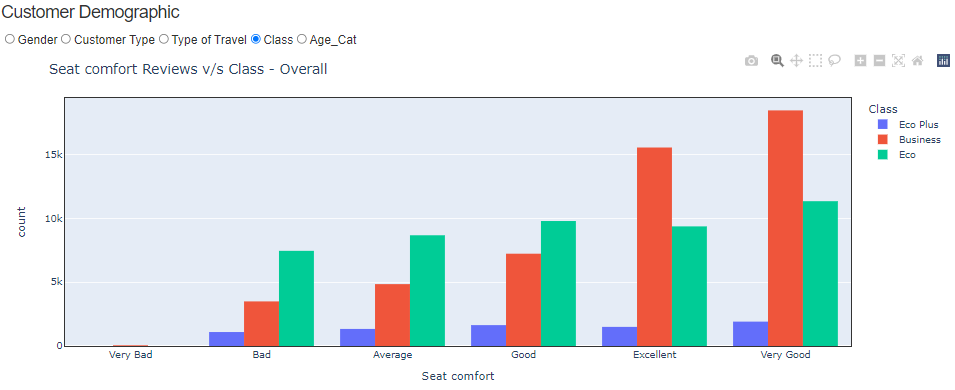 Customer Demographic
Gender Customer Type Type of Travel Class Age_Cat
Seat comfort Reviews v/s Class - Overall
Class
Eco Plus
Business
Eco
15k
10k
5k
0
count
Very Bad Bad Average Good Excellent Very Good
Seat comfort